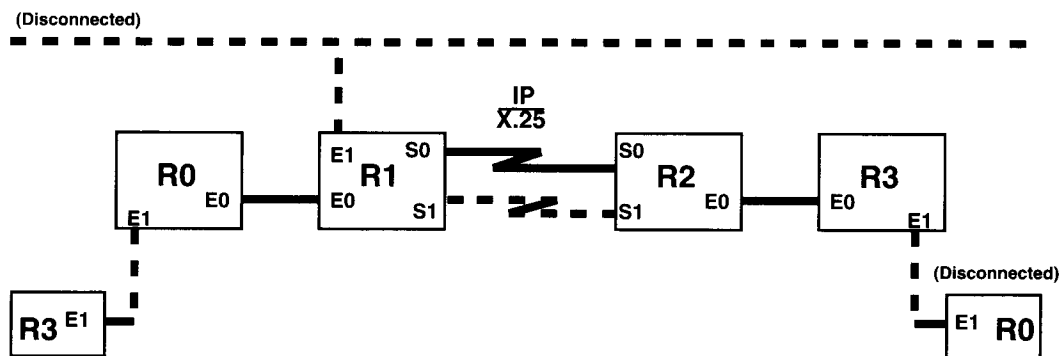 (Disconnected)
IP
X.25
R0
E0
E1
E1
R1
E0
S0
S1
S0
R2
S1
E0
R3
E0
E1
(Disconnected)
R3 E1
E1 R0